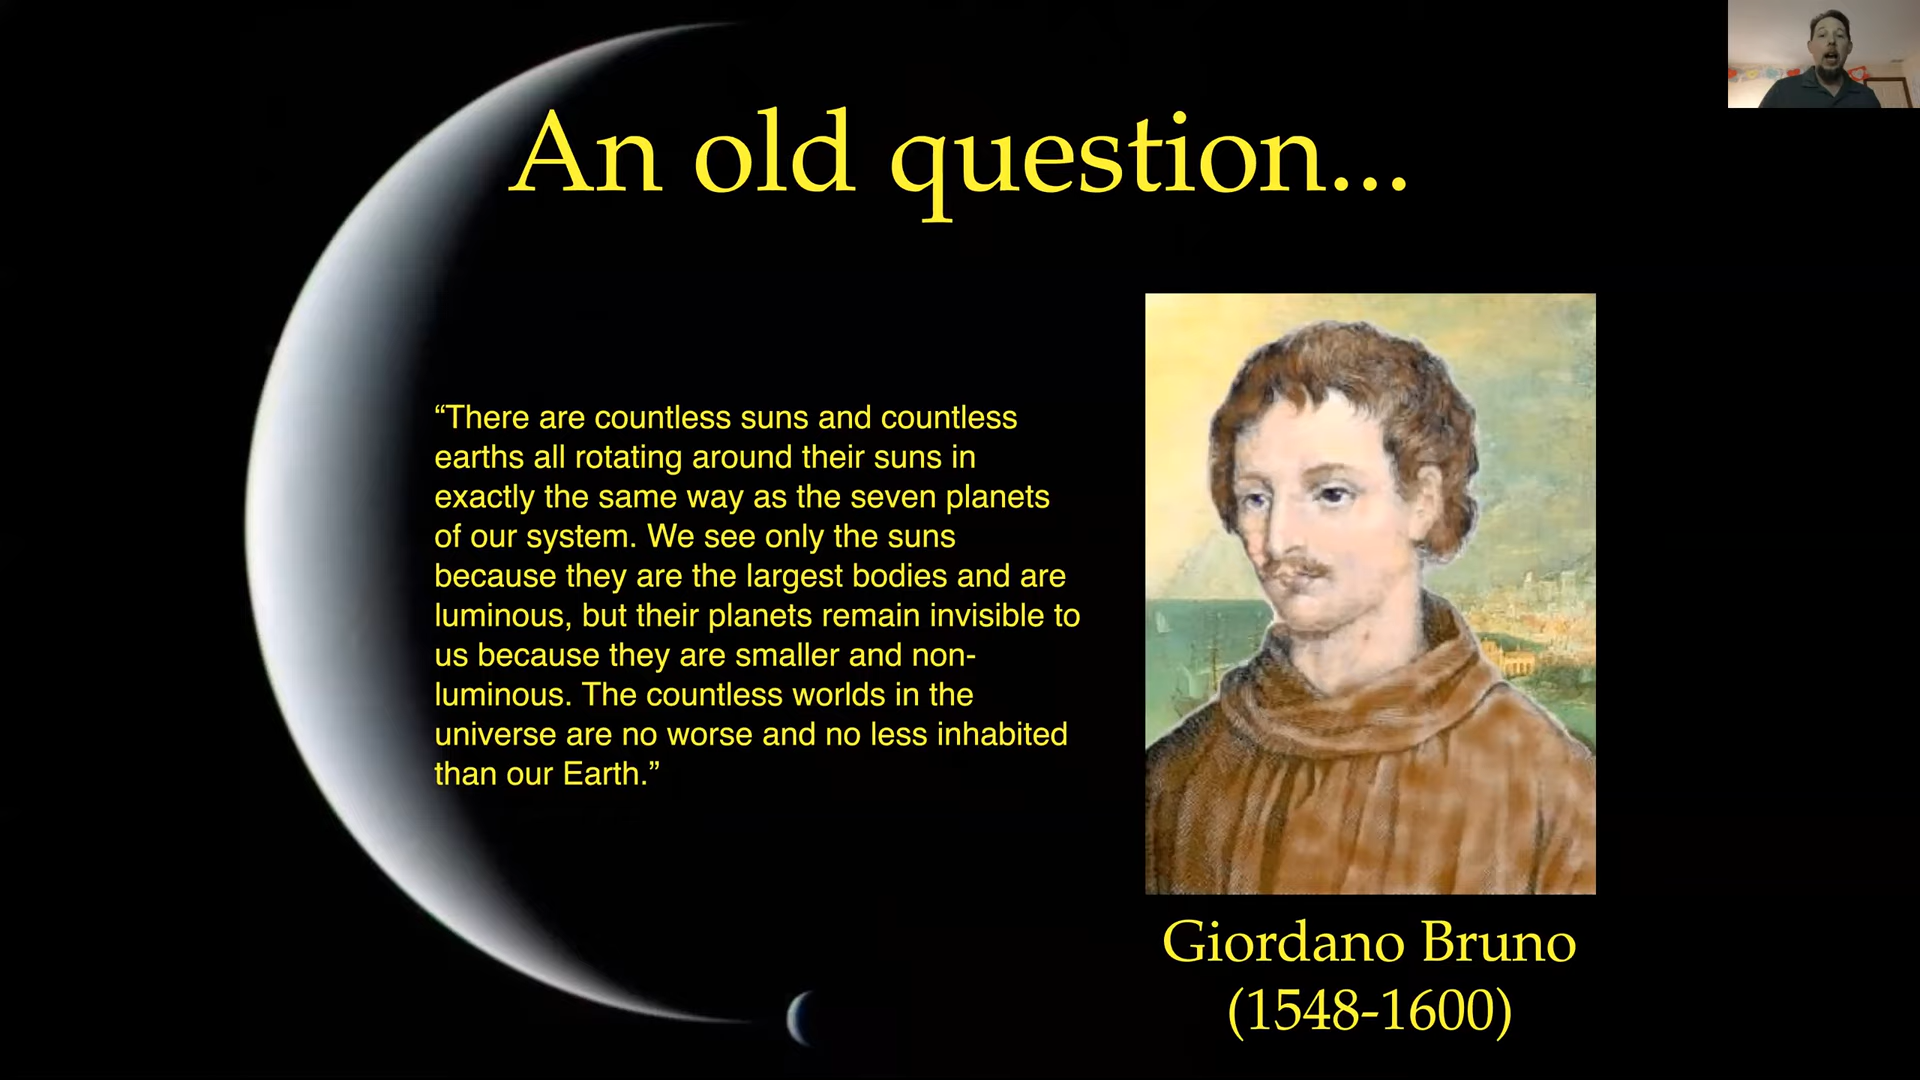 An old question...
“There are countless suns and countless
earths all rotating around their suns in
exactly the same way as the seven planets
of our system. We see only the suns
because they are the largest bodies and are
luminous, but their planets remain invisible to
us because they are smaller and non-
luminous. The countless worlds in the
universe are no worse and no less inhabited
than our Earth.”
Giordano Bruno
(1548-1600)